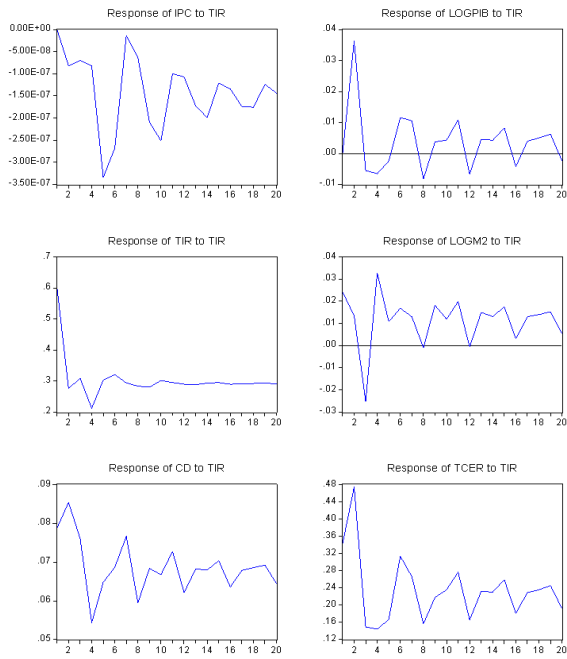 Response of IPC to TIR
0.00E+00
-5.00E-08
-1.00E-07
-1.50E-07
-2.00E-07
-2.50E-07
-3.00E-07
-3.50E-07
2 4 6 8 10 12 14 16 18 20
Response of LOGPIB to TIR
.04
.03
.02
.01
.00
-.01
2 4 6 8 10 12 14 16 18 20
Response of TIR to TIR
.7
.6
.5
.4
.3
.2
2 4 6 8 10 12 14 16 18 20
Response of LOGM2 to TIR
.04
.03
.02
.01
.00
-.01
-.02
-.03
2 4 6 8 10 12 14 16 18 20
Response of CD to TIR
.09
.08
.07
.06
.05
2 4 6 8 10 12 14 16 18 20
Response of TCER to TIR
.48
.44
.40
.36
.32
.28
.24
.20
.16
.12
2 4 6 8 10 12 14 16 18 20